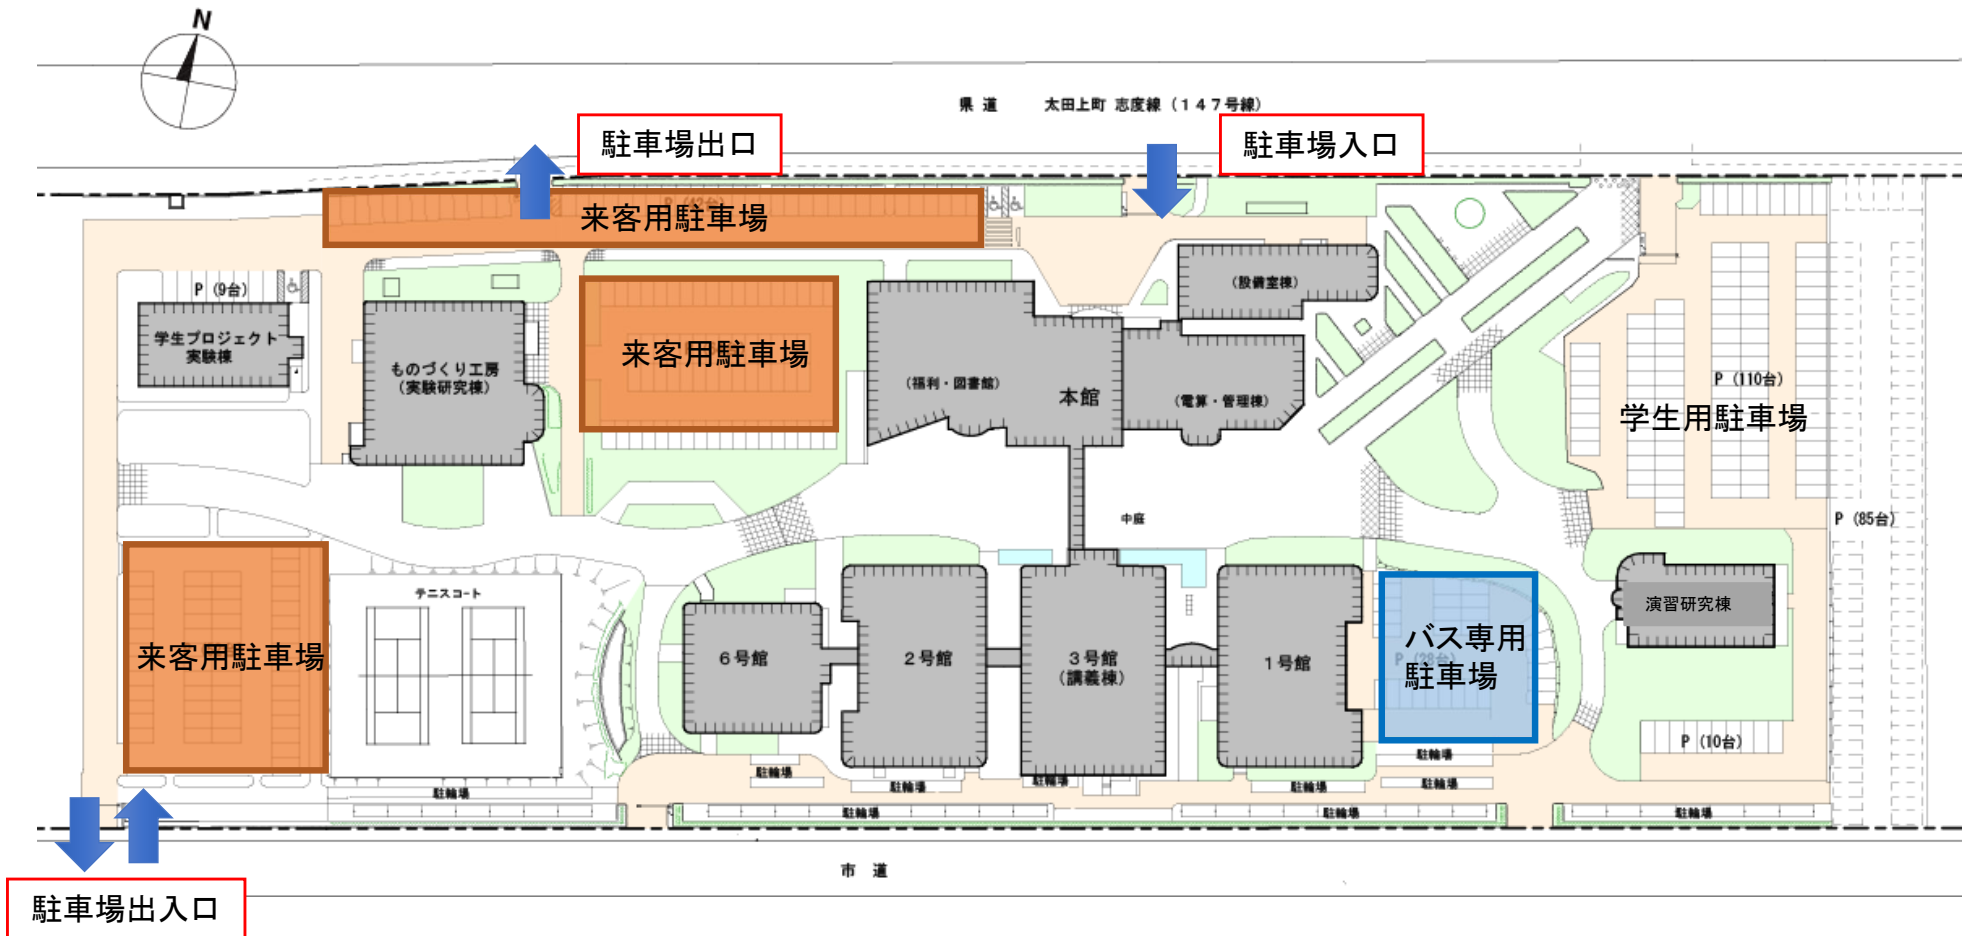 N
県道 太田上町 志度線（１４７号線）
駐車場出口
駐車場入口
P (42台)
来客用駐車場
P (9台)
学生プロジェクト
実験棟
ものづくり工房
（実験研究棟）
来客用駐車場
（福利・図書館）
本館
（設備室棟）
（電算・管理棟）
P (110台)
学生用駐車場
P (85台)
中庭
テニスコート
来客用駐車場
６号館
２号館
３号館
（講義棟）
１号館
P (28台)
バス専用
駐車場
演習研究棟
P (10台)
駐輪場
駐輪場
駐輪場
駐輪場
駐輪場
駐輪場
駐輪場
駐輪場
駐輪場
駐輪場
市道
駐車場出入口